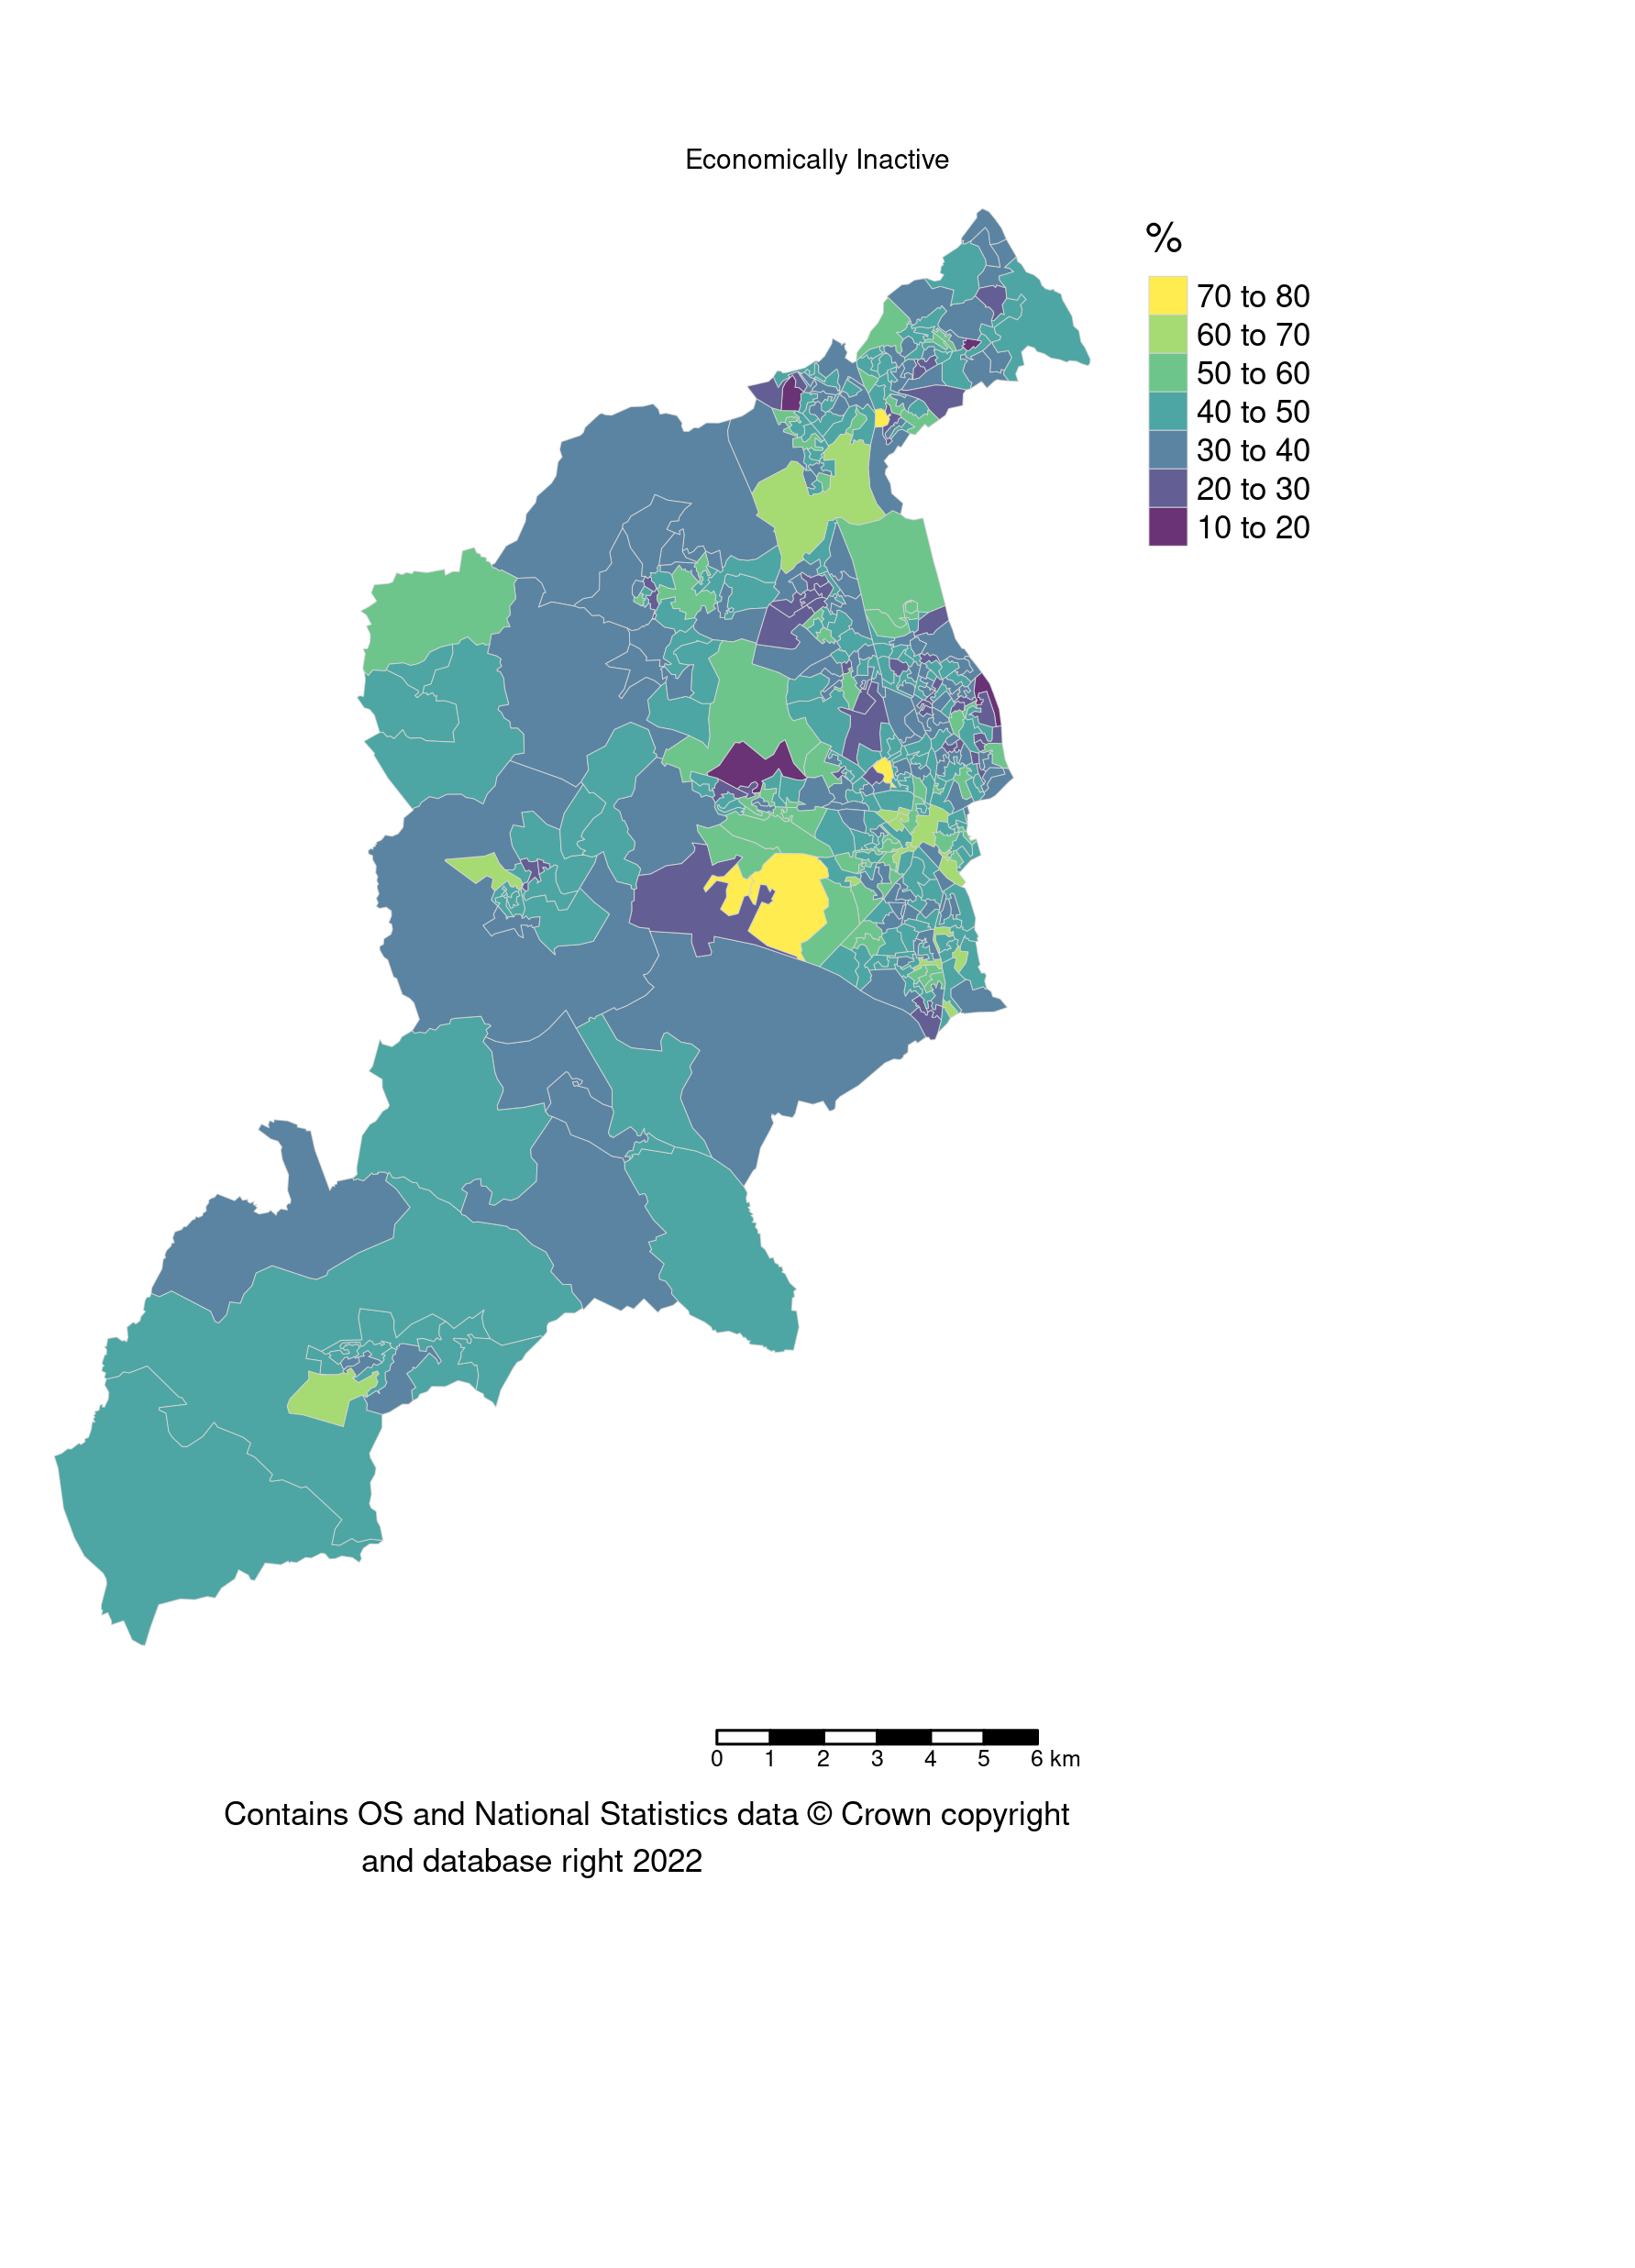 Economically Inactive
%
70 to 80
60 to 70
50 to 60
40 to 50
30 to 40
20 to 30
10 to 20
0 1 2 3 4 5 6 km
Contains OS and National Statistics data © Crown copyright
and database right 2022